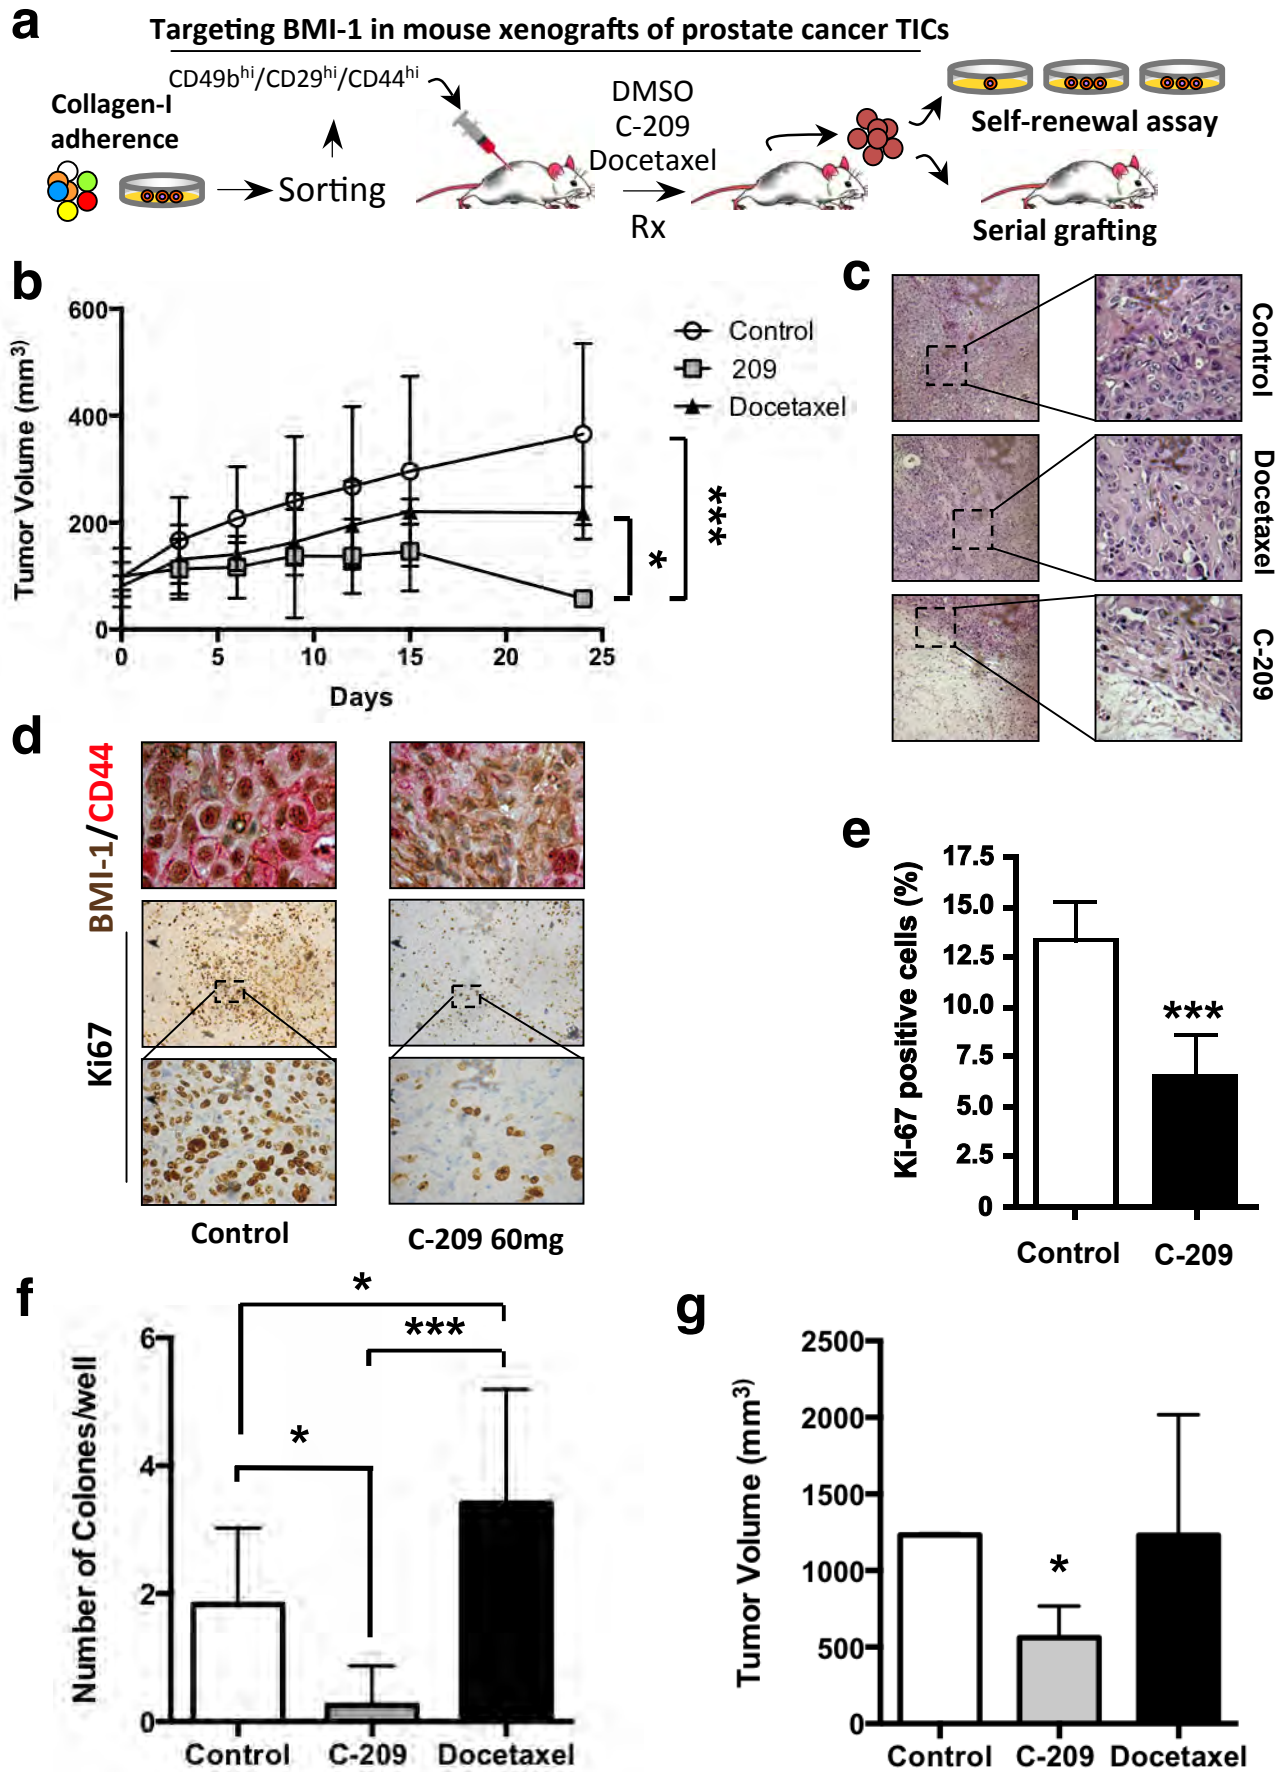 a
Targeting BMI-1 in mouse xenografts of prostate cancer TICs
CD49bhi/CD29hi/CD44hi
Collagen-I
adherence
Sorting
DMSO
C-209
Docetaxel
Rx
Self-renewal assay
Serial grafting
b
600
400
200
0
Tumor Volume (mm3)
0 5 10 15 20 25
Days
Control
209
Docetaxel
*
***
c
Control
Docetaxel
C-209
d
BMI-1/CD44
Ki67
Control
C-209 60mg
e
Ki-67 positive cells (%)
17.5
15.0
12.5
10.0
7.5
5.0
2.5
0
***
Control C-209
f
Number of Colones/well
6
4
2
0
*
***
*
Control C-209 Docetaxel
g
Tumor Volume (mm3)
2500
2000
1500
1000
500
0
*
Control C-209 Docetaxel